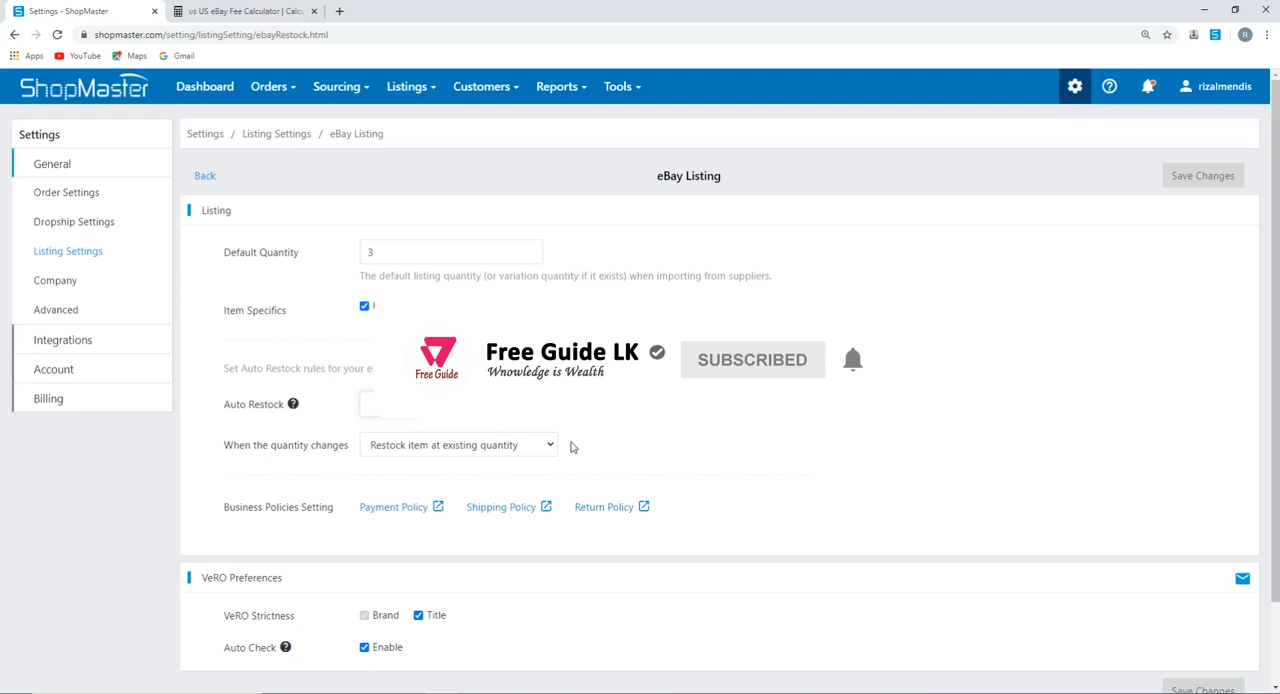 Settings - ShopMaster
us US eBay Fee Calculator | Calcu
shopmaster.com/setting/listingSetting/ebayRestock.html
R
Apps YouTube Maps Gmail
ShopMaster Dashboard Orders Sourcing Listings Customers Reports Tools rizalmendis
Settings
General
Order Settings
Dropship Settings
Listing Settings
Company
Advanced
Integrations
Account
Billing
Settings / Listing Settings / eBay Listing
Back eBay Listing Save Changes
Listing
Default Quantity 3
The default listing quantity (or variation quantity if it exists) when importing from suppliers.
Item Specifics
Free Guide
Free Guide LK
Wnowledge is Wealth
SUBSCRIBED
Set Auto Restock rules for your e
Auto Restock
When the quantity changes Restock item at existing quantity
Business Policies Setting Payment Policy Shipping Policy Return Policy
VeRO Preferences
VeRO Strictness Brand Title
Auto Check Enable
Save Changes